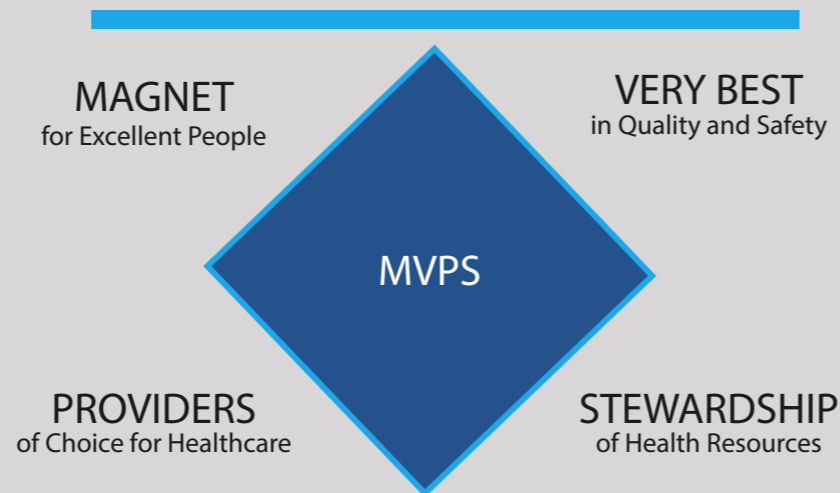 MAGNET
for Excellent People
VERY BEST
in Quality and Safety
MVPS
PROVIDERS
of Choice for Healthcare
STEWARDSHIP
of Health Resources